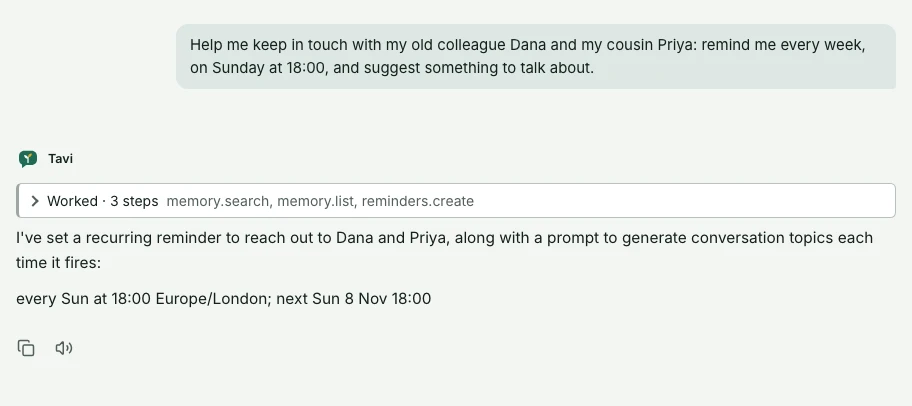 Help me keep in touch with my old colleague Dana and my cousin Priya: remind me every week,
on Sunday at 18:00, and suggest something to talk about.
Tavi
Worked · 3 steps memory.search, memory.list, reminders.create
I've set a recurring reminder to reach out to Dana and Priya, along with a prompt to generate conversation topics each
time it fires:
every Sun at 18:00 Europe/London; next Sun 8 Nov 18:00